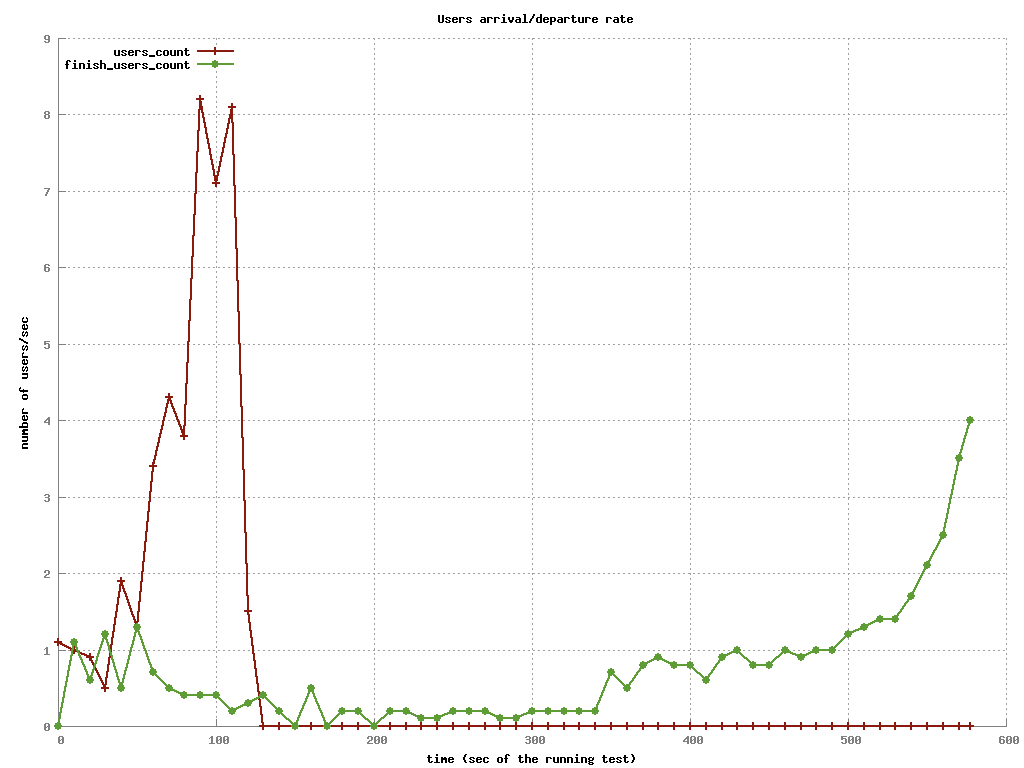 Users arrival/departure rate
users_count
finish_users_count
number of users/sec
9
8
7
6
5
4
3
2
1
0
0 100 200 300 400 500 600
time (sec of the running test)